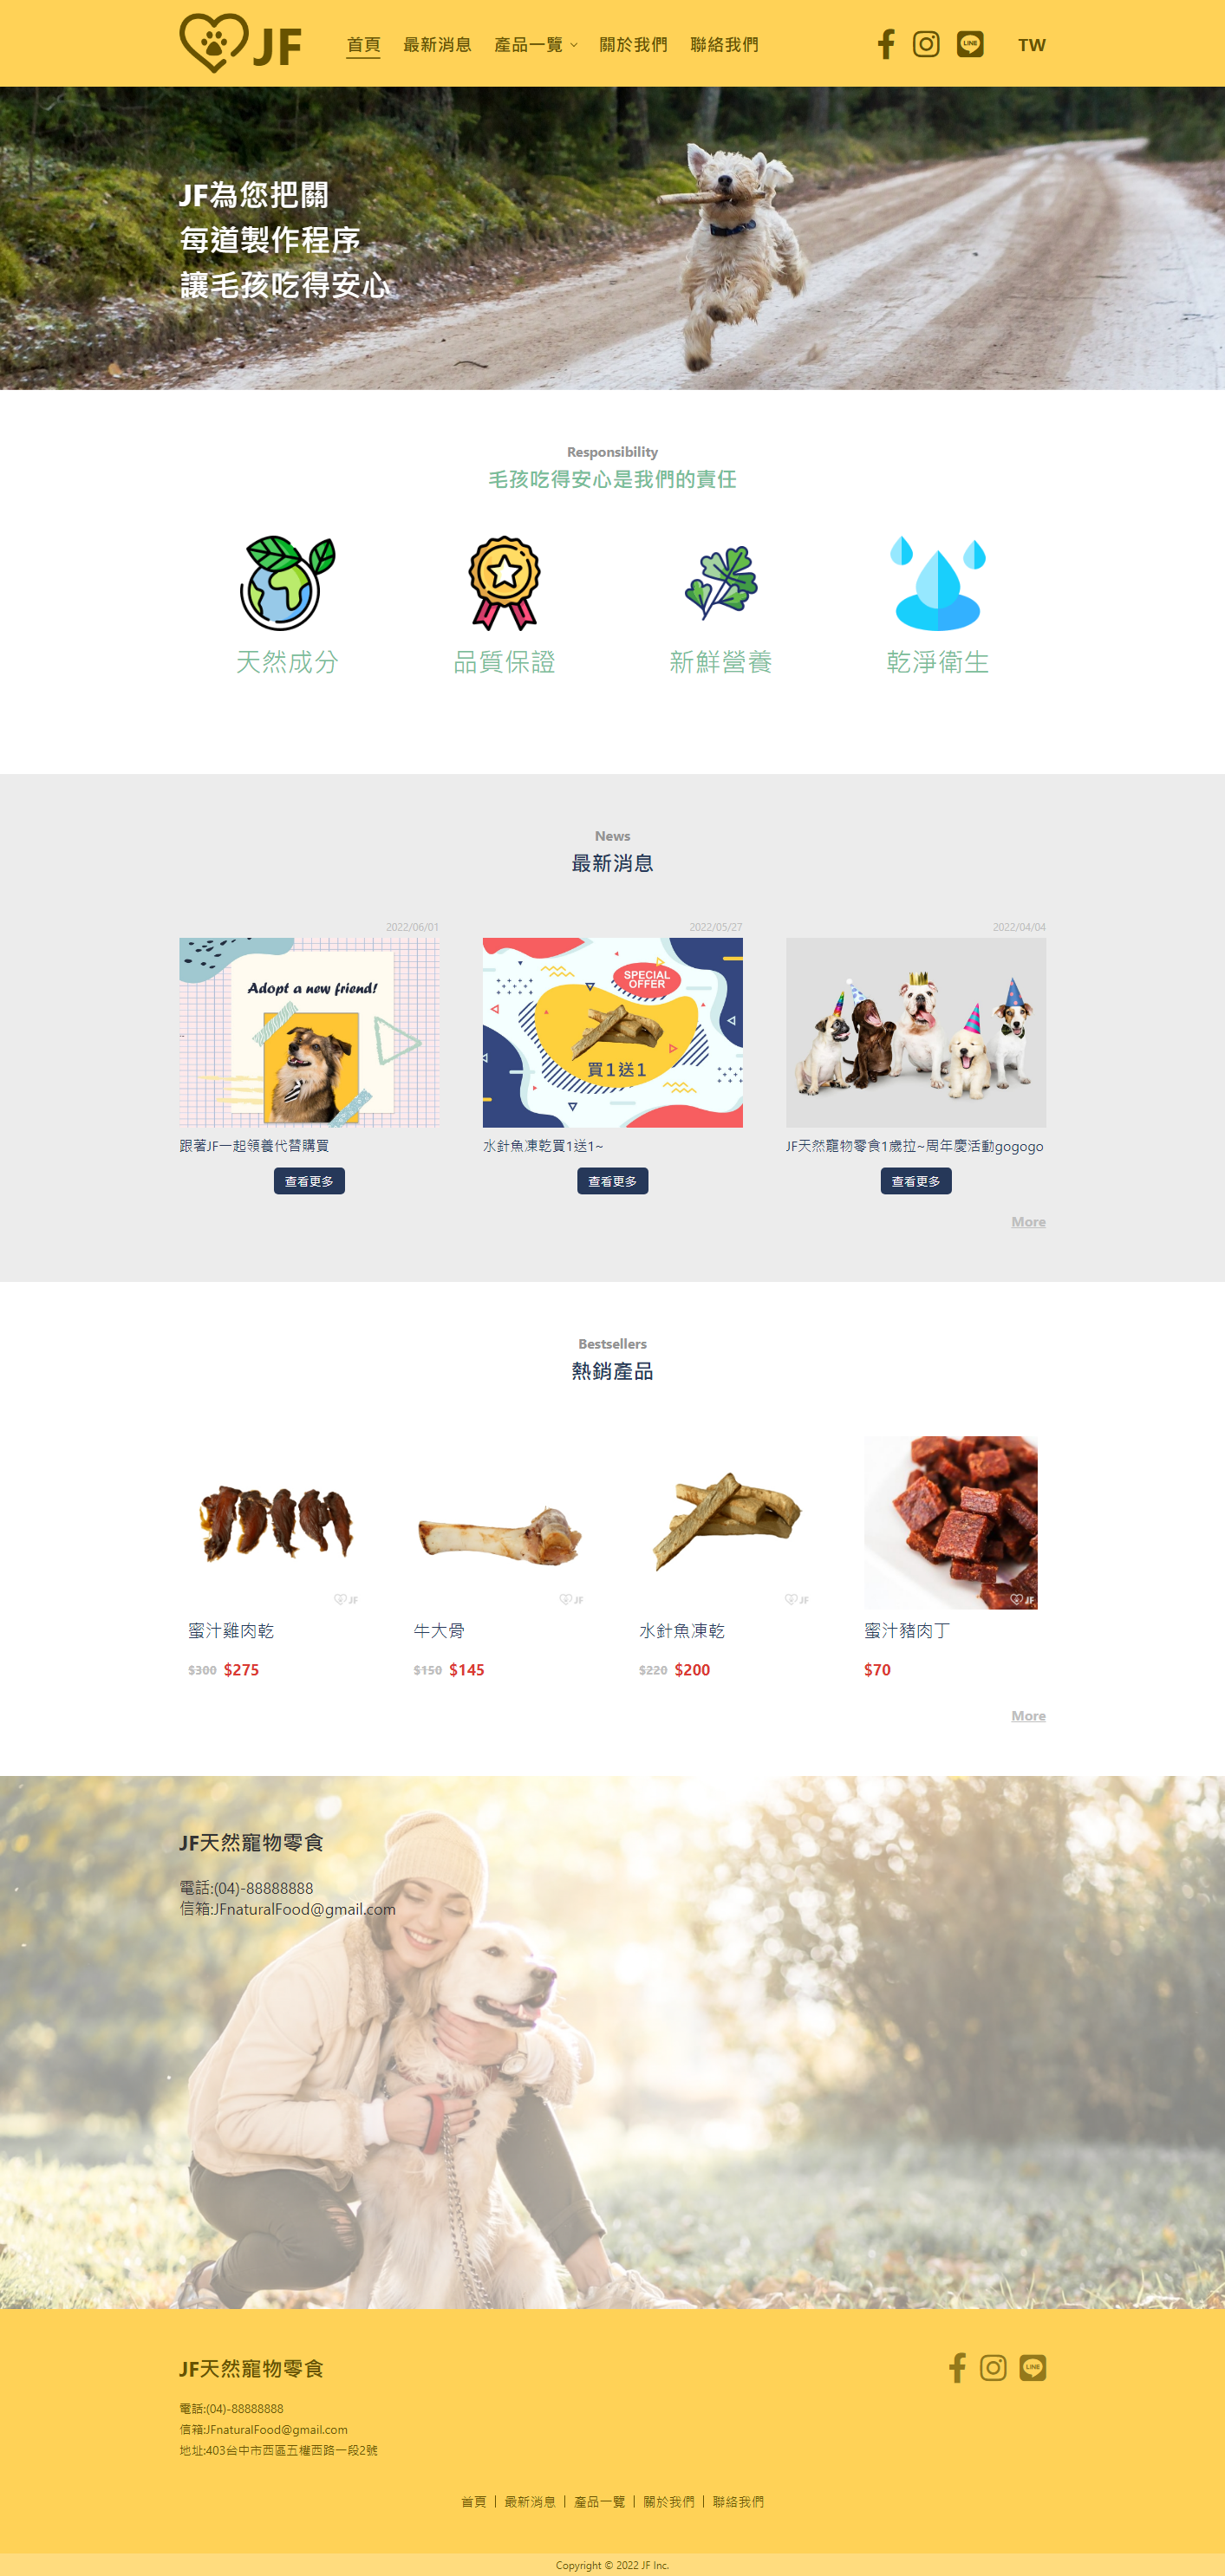 JF
首頁 最新消息 產品一覽 關於我們 聯絡我們
LINE
TW
JF為您把關
每道製作程序
讓毛孩吃得安心
Responsibility
毛孩吃得安心是我們的責任
天然成分 品質保證 新鮮營養 乾淨衛生
News
最新消息
2022/06/01 2022/05/27 2022/04/04
Adopt a new friend!
SPECIAL
OFFER
買1送1
跟著JF一起領養代替購買 水針魚凍乾買1送1~ JF天然寵物零食1歲拉~周年慶活動gogogo
查看更多 查看更多 查看更多
More
Bestsellers
熱銷產品
JF JF JF JF
蜜汁雞肉乾 牛大骨 水針魚凍乾 蜜汁豬肉丁
$300 $275 $150 $145 $220 $200 $70
More
JF天然寵物零食
電話:(04)-88888888
信箱:JFnaturalFood@gmail.com
JF天然寵物零食
LINE
電話:(04)-88888888
信箱:JFnaturalFood@gmail.com
地址:403台中市西區五權西路一段2號
首頁 | 最新消息 | 產品一覽 | 關於我們 | 聯絡我們
Copyright © 2022 JF Inc.